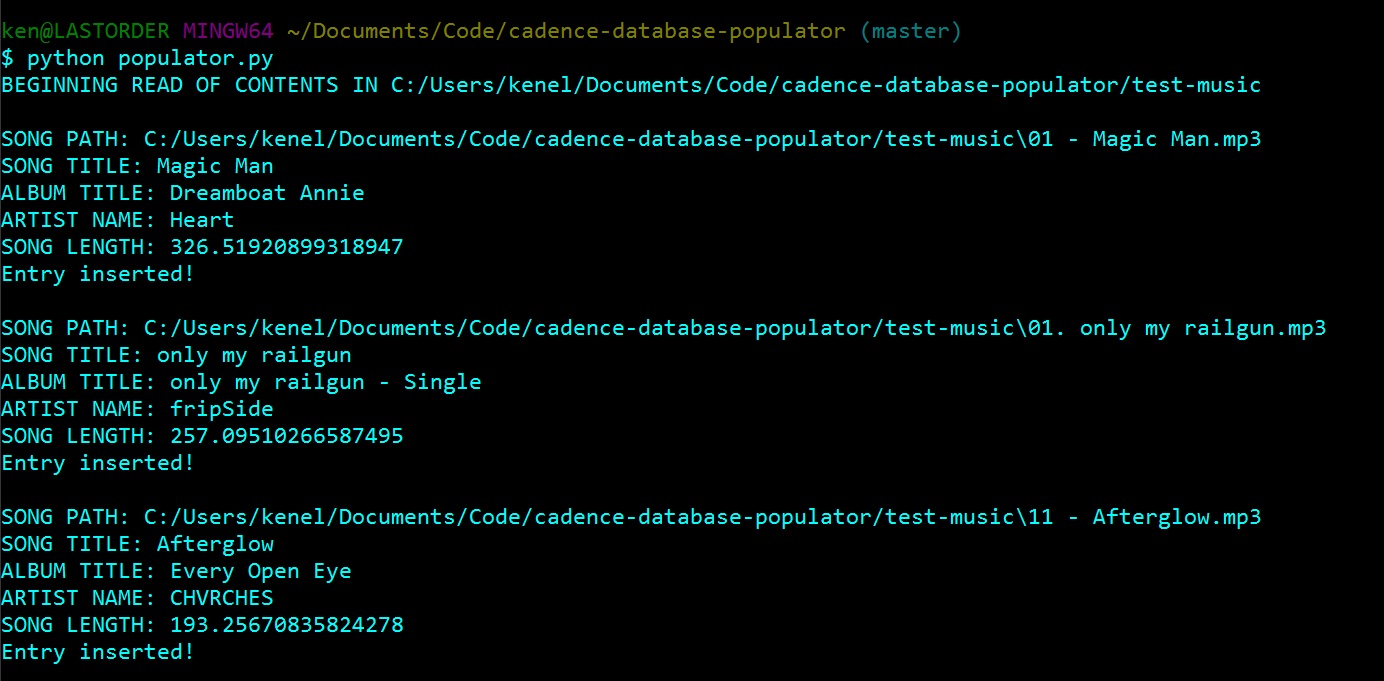 ken@LASTORDER MINGW64 ~/Documents/Code/cadence-database-populator (master)
$ python populator.py
BEGINNING READ OF CONTENTS IN C:/Users/kenel/Documents/Code/cadence-database-populator/test-music
SONG PATH: C:/Users/kenel/Documents/Code/cadence-database-populator/test-music\01 - Magic Man.mp3
SONG TITLE: Magic Man
ALBUM TITLE: Dreamboat Annie
ARTIST NAME: Heart
SONG LENGTH: 326.51920899318947
Entry inserted!
SONG PATH: C:/Users/kenel/Documents/Code/cadence-database-populator/test-music\01. only my railgun.mp3
SONG TITLE: only my railgun
ALBUM TITLE: only my railgun - Single
ARTIST NAME: fripSide
SONG LENGTH: 257.09510266587495
Entry inserted!
SONG PATH: C:/Users/kenel/Documents/Code/cadence-database-populator/test-music\11 - Afterglow.mp3
SONG TITLE: Afterglow
ALBUM TITLE: Every Open Eye
ARTIST NAME: CHVRCHES
SONG LENGTH: 193.25670835824278
Entry inserted!